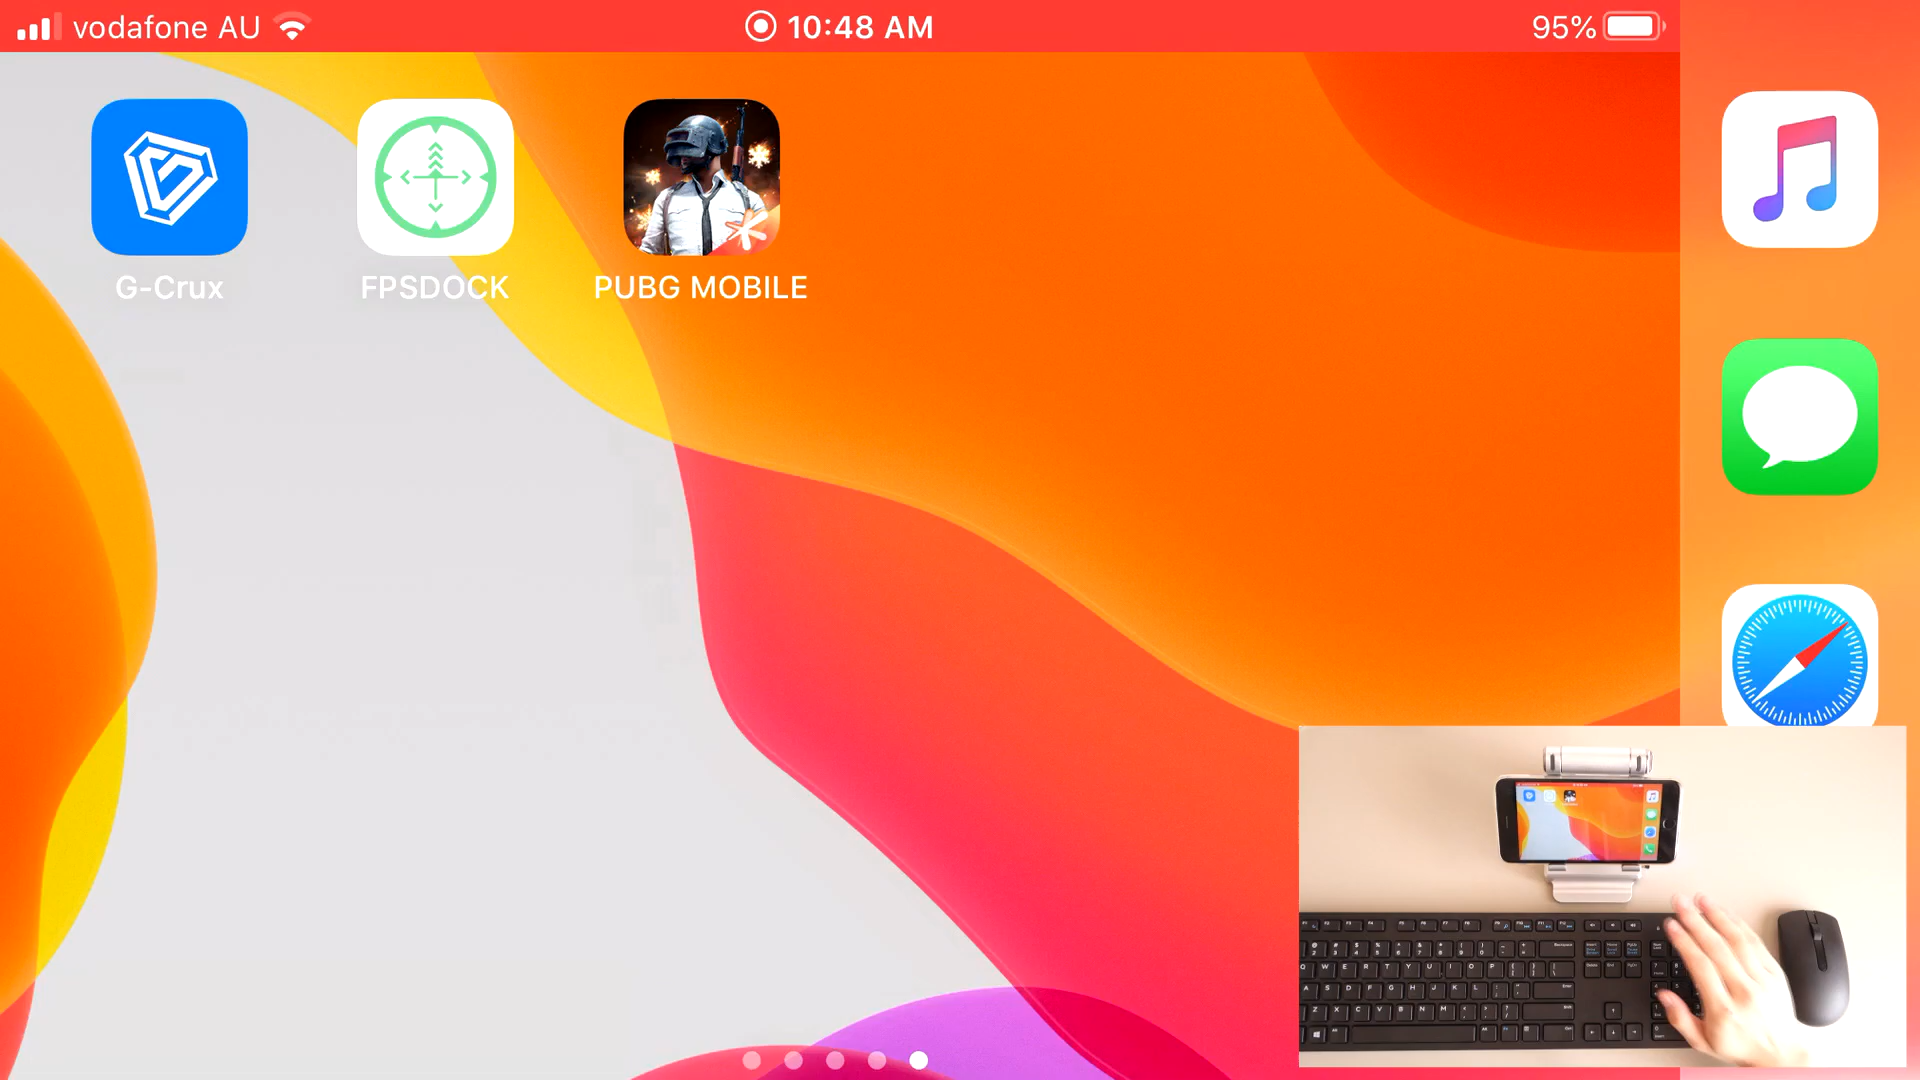 vodafone AU
10:48 AM
95%
G-Crux
FPSDOCK
PUBG MOBILE